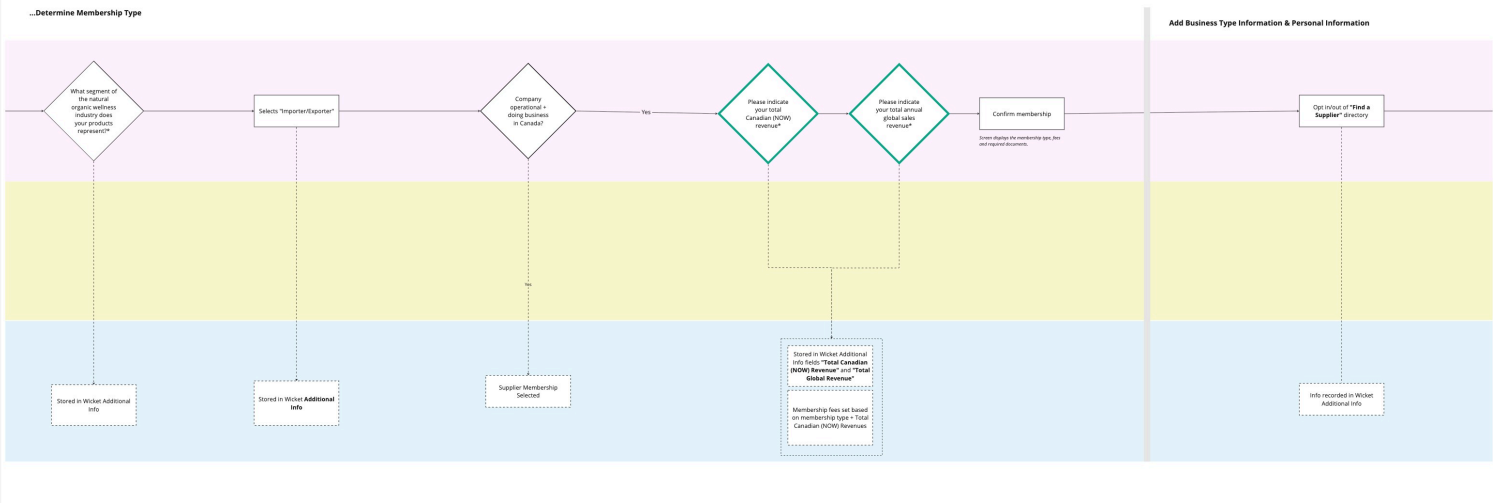 ...Determine Membership Type
Add Business Type Information & Personal Information
What segment of
the natural
organic wellness
industry does
your products
represent?*
Selects "Importer/Exporter"
Company
operational +
doing business
in Canada?
Yes
Please indicate
your total
Canadian (NOW)
revenue*
Please indicate
your total annual
global sales
revenue*
Confirm membership
Screen displays the membership type, fees
and required documents.
Opt in/out of "Find a
Supplier" directory
Yes
Stored in Wicket Additional
Info
Stored in Wicket Additional
Info
Supplier Membership
Selected
Stored in Wicket Additional
Info fields "Total Canadian
(NOW) Revenue" and "Total
Global Revenue"
Membership fees set based
on membership type + Total
Canadian (NOW) Revenues
Info recorded in Wicket
Additional Info